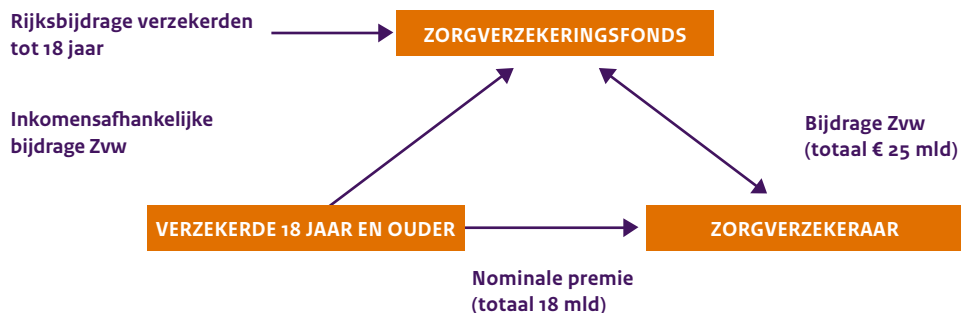 Rijksbijdrage verzekerden
tot 18 jaar
ZORGVERZEKERINGSFONDS
Inkomensafhankelijke
bijdrage Zvw
Bijdrage Zvw
(totaal € 25 mld)
VERZEKERDE 18 JAAR EN OUDER
ZORGVERZEKERAAR
Nominale premie
(totaal 18 mld)